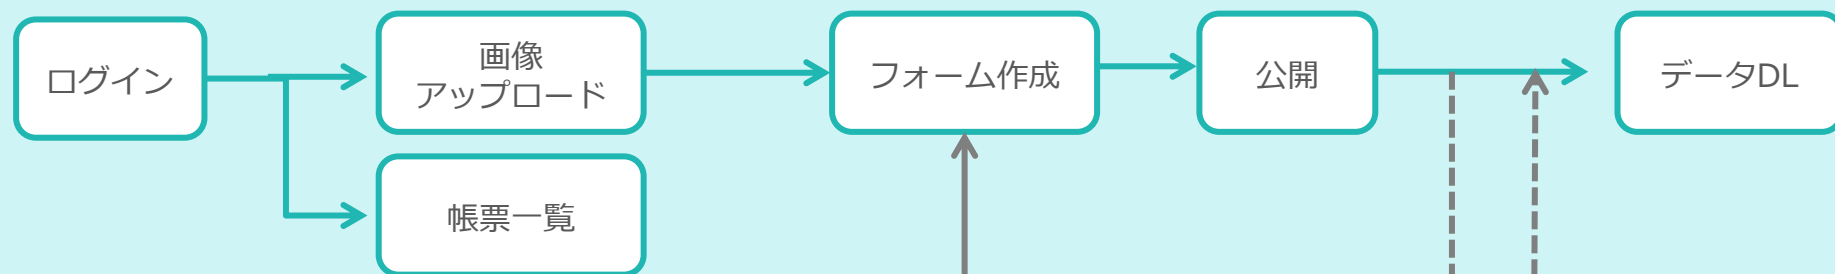 ログイン
画像
アップロード
フォーム作成
公開
データDL
帳票一覧